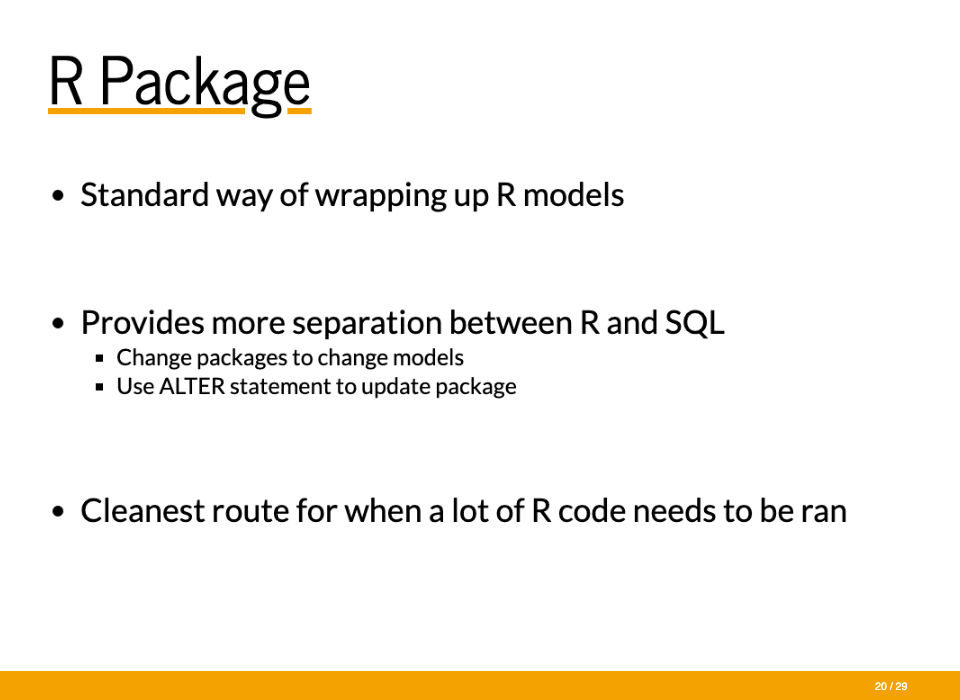 R Package
• Standard way of wrapping up R models
• Provides more separation between R and SQL
▪ Change packages to change models
▪ Use ALTER statement to update package
• Cleanest route for when a lot of R code needs to be ran
20 / 29